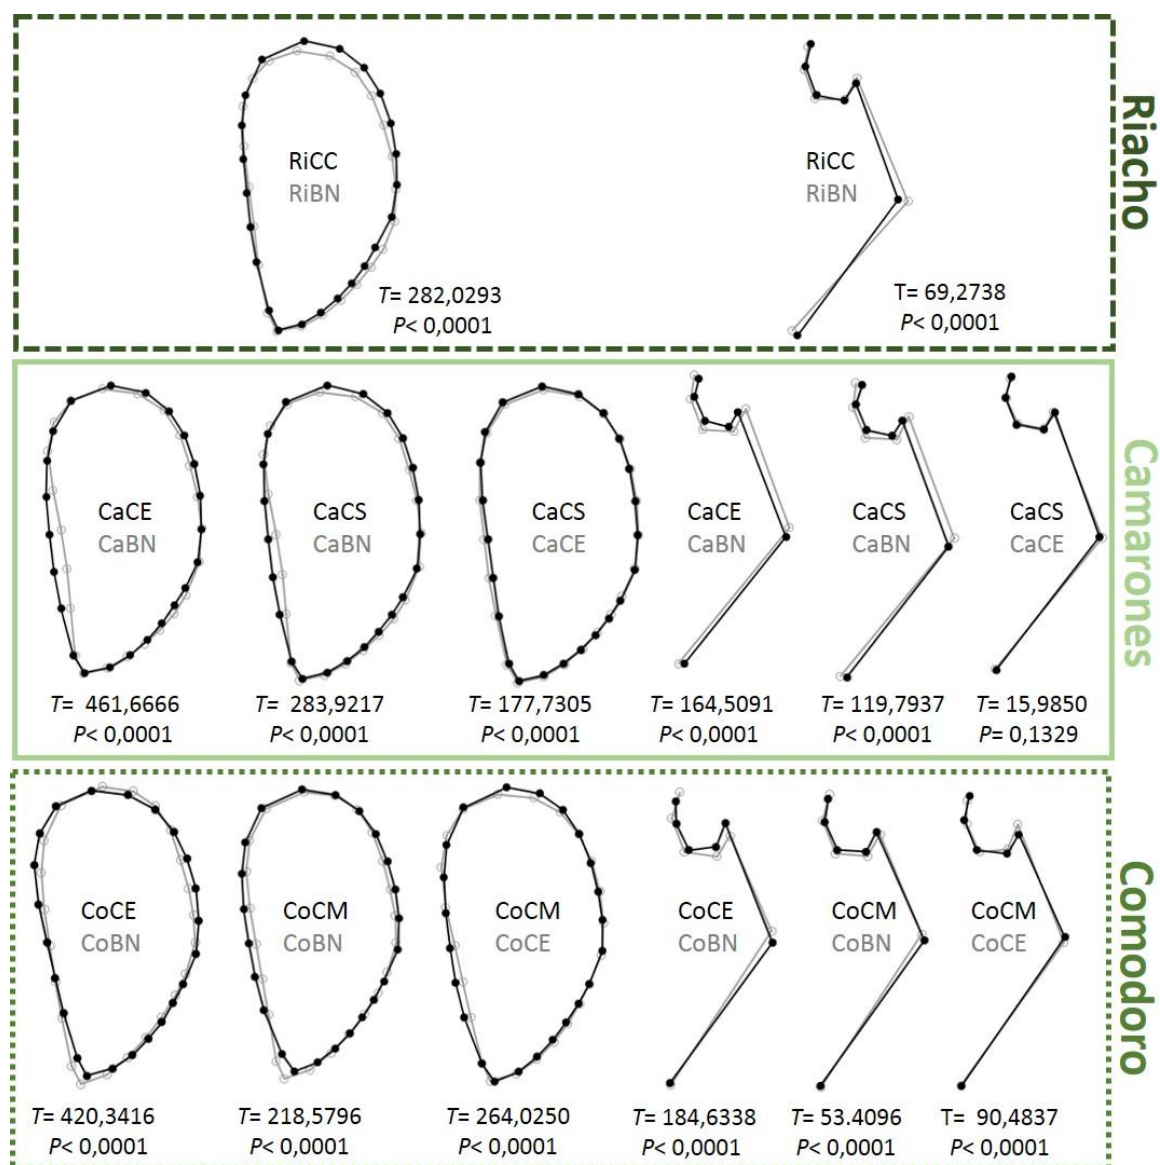 RiCC
RiBN
T= 282,0293
P< 0,0001
RiCC
RiBN
T= 69,2738
P< 0,0001
Riacho
CaCE
CaBN
T= 461,6666
P< 0,0001
CaCS
CaBN
T= 283,9217
P< 0,0001
CaCS
CaCE
T= 177,7305
P< 0,0001
CaCE
CaBN
T= 164,5091
P< 0,0001
CaCS
CaBN
T= 119,7937
P< 0,0001
CaCS
CaCE
T= 15,9850
P= 0,1329
Camarones
CoCE
CoBN
T= 420,3416
P< 0,0001
CoCM
CoBN
T= 218,5796
P< 0,0001
CoCM
CoCE
T= 264,0250
P< 0,0001
CoCE
CoBN
T= 184,6338
P< 0,0001
CoCM
CoBN
T= 53.4096
P< 0,0001
CoCM
CoCE
T= 90,4837
P< 0,0001
Comodoro